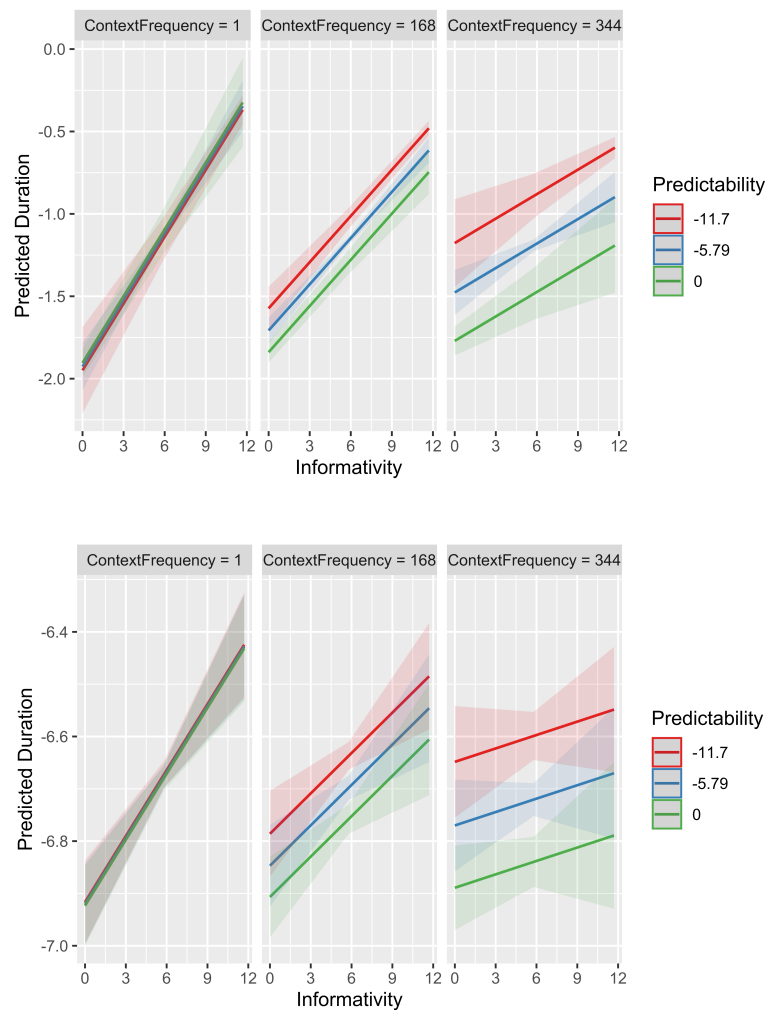 ContextFrequency = 1 ContextFrequency = 168 ContextFrequency = 344
0.0
-0.5
-1.0
-1.5
-2.0
Predicted Duration
0 3 6 9 12 0 3 6 9 12 0 3 6 9 12
Informativity
Predictability
-11.7
-5.79
0
ContextFrequency = 1 ContextFrequency = 168 ContextFrequency = 344
-6.4
-6.6
-6.8
-7.0
Predicted Duration
0 3 6 9 12 0 3 6 9 12 0 3 6 9 12
Informativity
Predictability
-11.7
-5.79
0